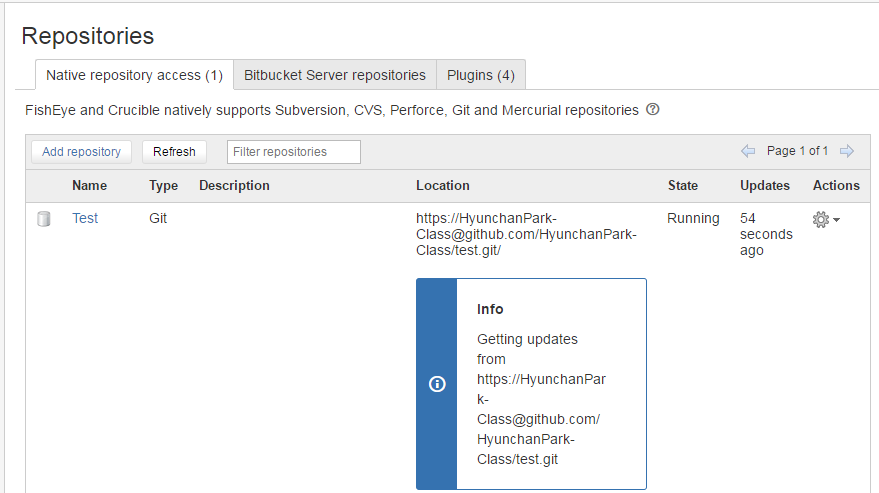 Repositories
Native repository access (1) Bitbucket Server repositories Plugins (4)
FishEye and Crucible natively supports Subversion, CVS, Perforce, Git and Mercurial repositories
Add repository Refresh Filter repositories Page 1 of 1
Name Type Description Location State Updates Actions
Test Git https://HyunchanPark- Running 54
Class@github.com/HyunchanPark- seconds
Class/test.git/ ago
Info
Getting updates
from
https://HyunchanPar
k-
Class@github.com/
HyunchanPark-
Class/test.git